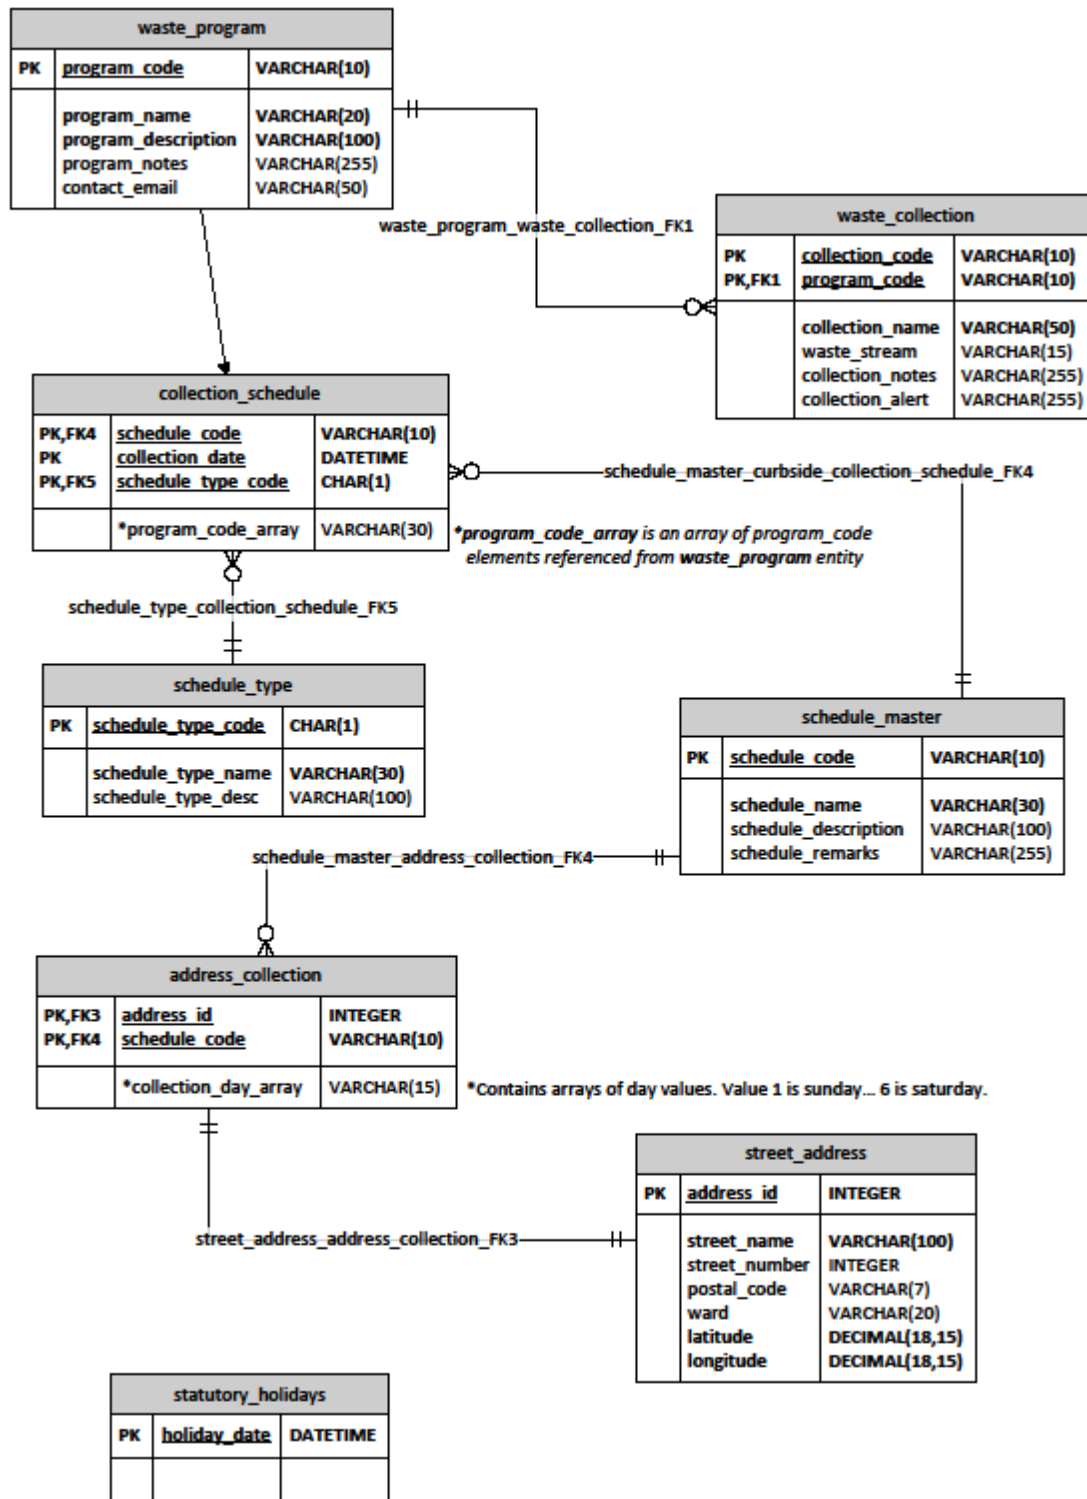 waste_program
PK program_code VARCHAR(10)
program_name VARCHAR(20)
program_description VARCHAR(100)
program_notes VARCHAR(255)
contact_email VARCHAR(50)
waste_program_waste_collection_FK1
waste_collection
PK collection_code VARCHAR(10)
PK,FK1 program_code VARCHAR(10)
collection_name VARCHAR(50)
waste_stream VARCHAR(15)
collection_notes VARCHAR(255)
collection_alert VARCHAR(255)
collection_schedule
PK,FK4 schedule_code VARCHAR(10)
PK collection_date DATETIME
PK,FK5 schedule_type_code CHAR(1)
*program_code_array VARCHAR(30)
schedule_master_curbside_collection_schedule_FK4
*program_code_array is an array of program_code
elements referenced from waste_program entity
schedule_type_collection_schedule_FK5
schedule_type
PK schedule_type_code CHAR(1)
schedule_type_name VARCHAR(30)
schedule_type_desc VARCHAR(100)
schedule_master
PK schedule_code VARCHAR(10)
schedule_name VARCHAR(30)
schedule_description VARCHAR(100)
schedule_remarks VARCHAR(255)
schedule_master_address_collection_FK4
address_collection
PK,FK3 address_id INTEGER
PK,FK4 schedule_code VARCHAR(10)
*collection_day_array VARCHAR(15)
*Contains arrays of day values. Value 1 is sunday... 6 is saturday.
street_address
PK address_id INTEGER
street_name VARCHAR(100)
street_number INTEGER
postal_code VARCHAR(7)
ward VARCHAR(20)
latitude DECIMAL(18,15)
longitude DECIMAL(18,15)
street_address_address_collection_FK3
statutory_holidays
PK holiday_date DATETIME